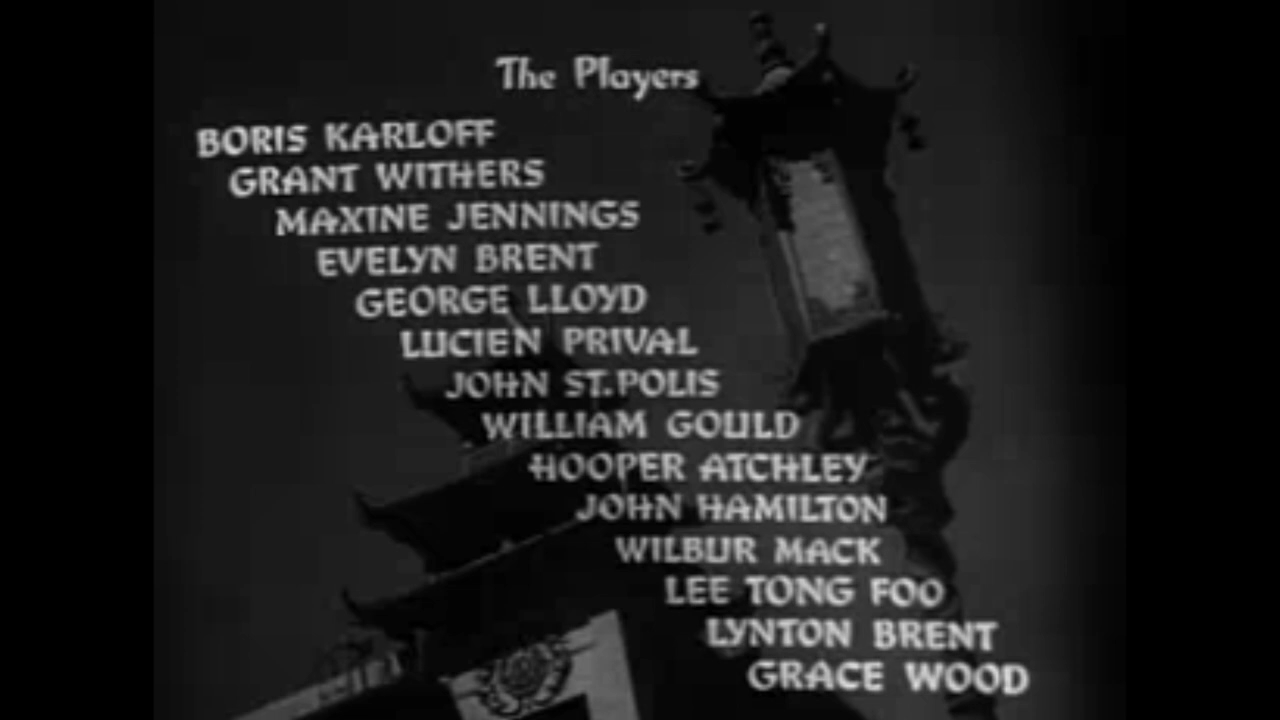 The Players
BORIS KARLOFF
GRANT WITHERS
MAXINE JENNINGS
EVELYN BRENT
GEORGE LLOYD
LUCIEN PRIVAL
JOHN ST. POLIS
WILLIAM GOULD
HOOPER ATCHLEY
JOHN HAMILTON
WILBUR MACK
LEE TONG FOO
LYNTON BRENT
GRACE WOOD